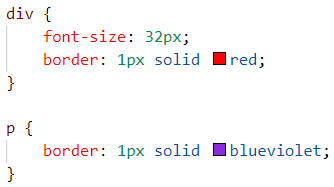 div {
    font-size: 32px;
    border: 1px solid red;
}

p {
    border: 1px solid blueviolet;
}